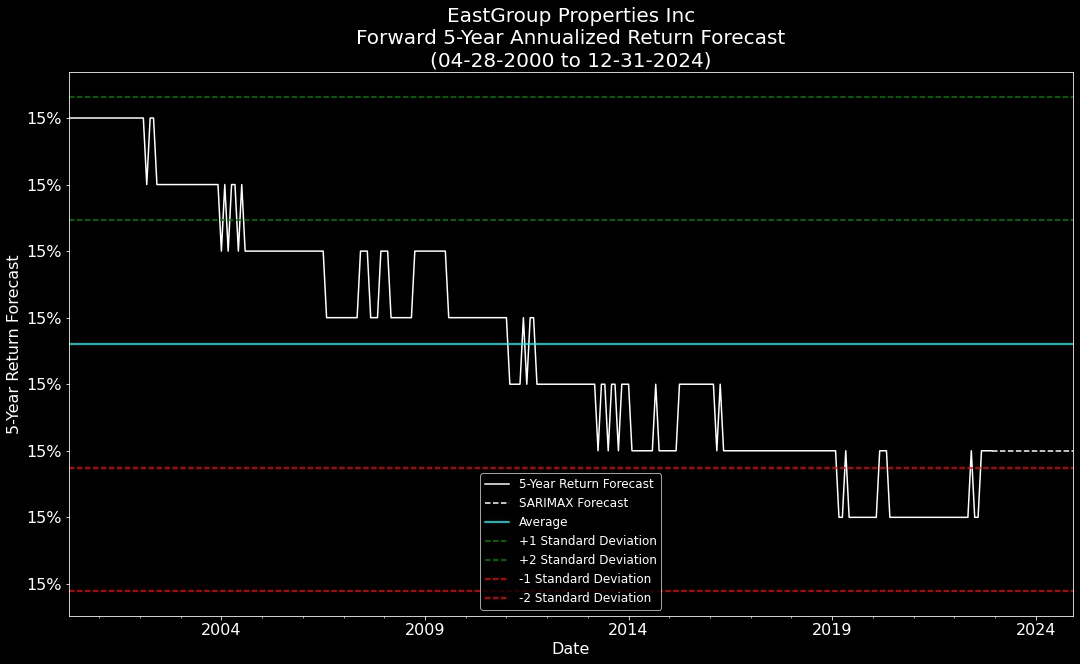 EastGroup Properties Inc
Forward 5-Year Annualized Return Forecast
(04-28-2000 to 12-31-2024)
5-Year Return Forecast
15%
15%
15%
15%
15%
15%
15%
15%
5-Year Return Forecast
SARIMAX Forecast
Average
+1 Standard Deviation
+2 Standard Deviation
-1 Standard Deviation
-2 Standard Deviation
2004
2009
2014
2019
2024
Date